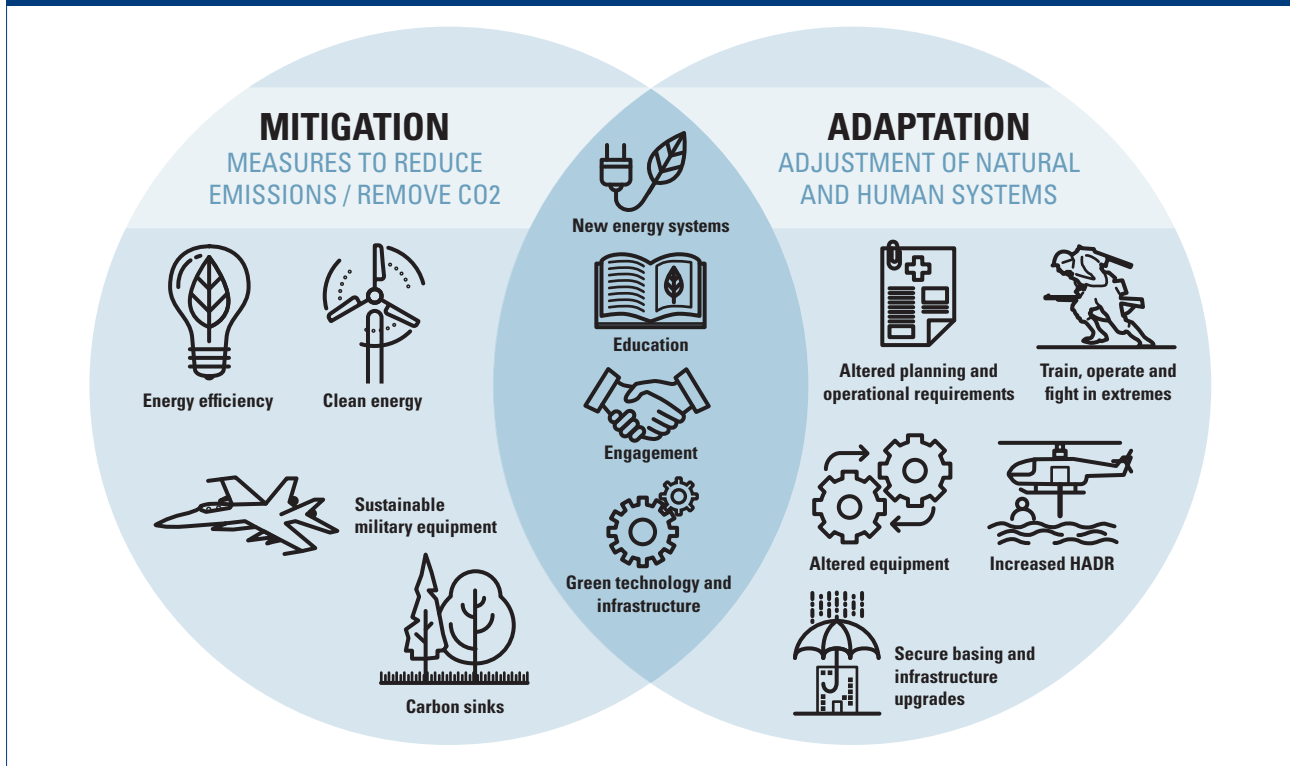 MITIGATION
MEASURES TO REDUCE
EMISSIONS / REMOVE CO2
Energy efficiency
Clean energy
Sustainable
military equipment
Carbon sinks
New energy systems
Education
Engagement
Green technology and
infrastructure
ADAPTATION
ADJUSTMENT OF NATURAL
AND HUMAN SYSTEMS
Altered planning and
operational requirements
Train, operate and
fight in extremes
Altered equipment
Increased HADR
Secure basing and
infrastructure
upgrades